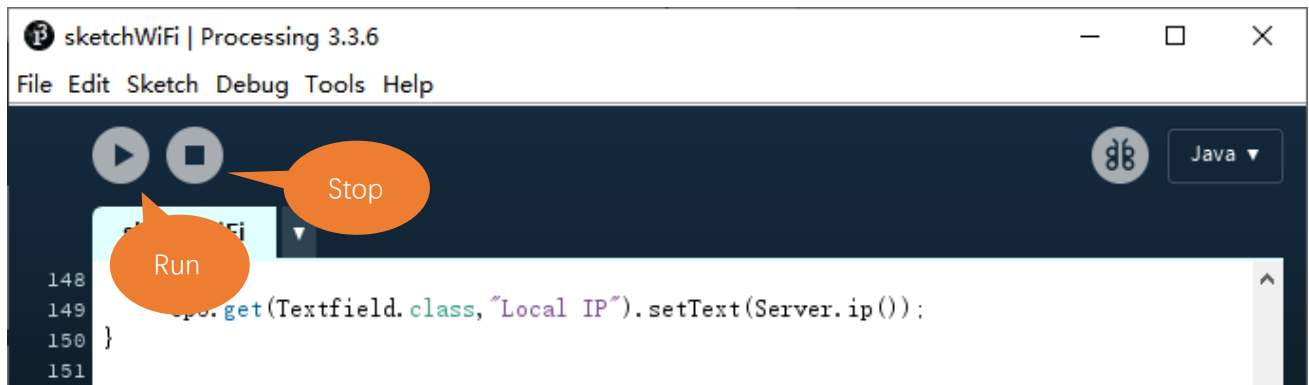 sketchWiFi | Processing 3.3.6
File Edit Sketch Debug Tools Help
Java ▼
Stop
Run
148
149 .get(Textfield.class,"Local IP").setText(Server.ip());
150 }
151